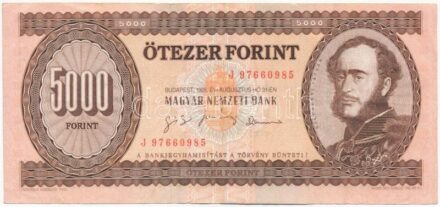 5000 5000
ÖTEZER FORINT
J 97660985
BUDAPEST, 1995. ÉVI AUGUSZTUS HÓ 31-ÉN
MAGYAR NEMZETI BANK
5000
FORINT
J 97660985
A BANKJEGYHAMISÍTÁST A TÖRVÉNY BÜNTETI!